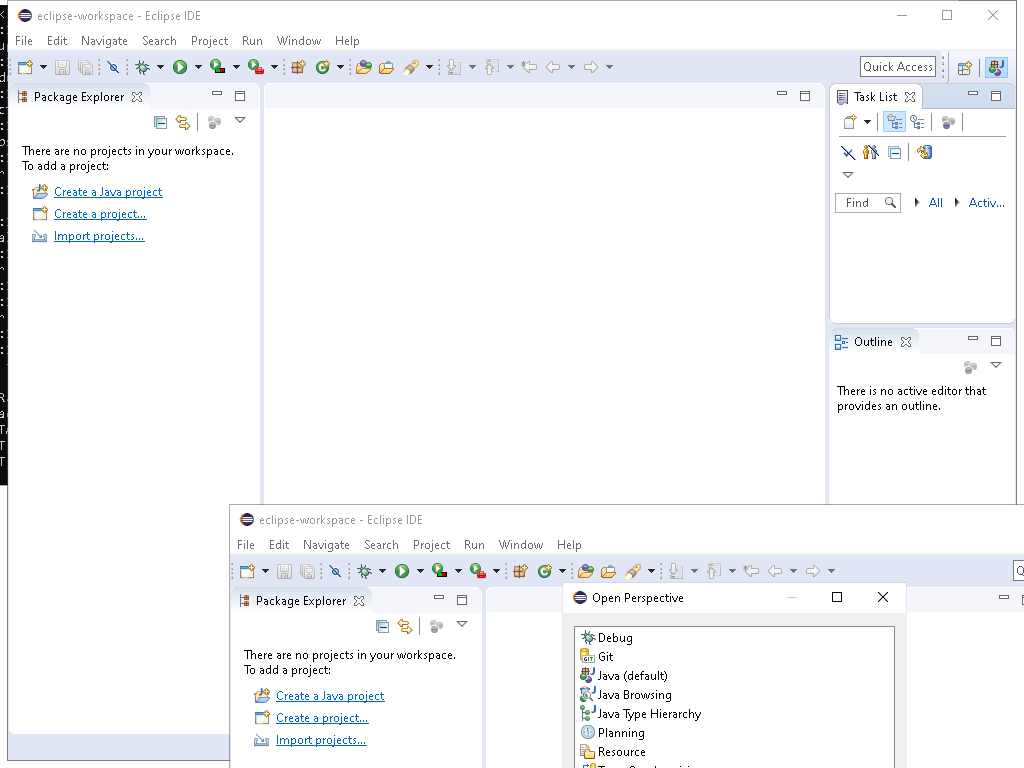 eclipse-workspace - Eclipse IDE
File Edit Navigate Search Project Run Window Help
Quick Access
Package Explorer
Task List
There are no projects in your workspace.
To add a project:
Create a Java project
Create a project...
Import projects...
Find All Activ...
Outline
There is no active editor that
provides an outline.
eclipse-workspace - Eclipse IDE
File Edit Navigate Search Project Run Window Help
Package Explorer
There are no projects in your workspace.
To add a project:
Create a Java project
Create a project...
Import projects...
Open Perspective
Debug
Git
Java (default)
Java Browsing
Java Type Hierarchy
Planning
Resource